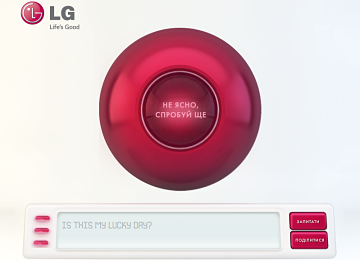 LG
Life's Good
НЕ ЯСНО,
СПРОБУЙ ЩЕ
IS THIS MY LUCKY DAY?
ЗАПИТАТИ
ПОДІЛИТИСЯ